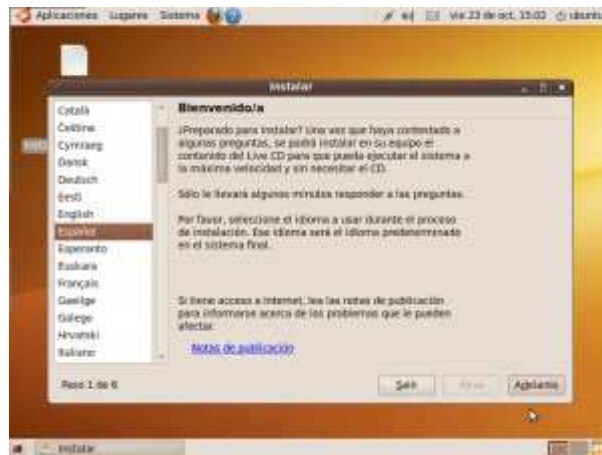 Aplicaciones Lugares Sistema
vie 23 de oct, 15:02
ubuntu
Instalar
Català
Čeština
Cymraeg
Dansk
Deutsch
Eesti
English
Español
Esperanto
Euskara
Français
Gaeilge
Galego
Hrvatski
Italiano
Bienvenido/a
¿Preparado para instalar? Una vez que haya contestado a
algunas preguntas, se podrá instalar en su equipo el
contenido del Live CD para que pueda ejecutar el sistema a
la máxima velocidad y sin necesitar el CD.
Sólo le llevará algunos minutos responder a las preguntas.
Por favor, seleccione el idioma a usar durante el proceso
de instalación. Ese idioma será el idioma predeterminado
en el sistema final.
Si tiene acceso a Internet, lea las notas de publicación
para informarse acerca de los problemas que le pueden
afectar.
Notas de publicación
Paso 1 de 6
Salir
Atrás
Adelante
Instalar